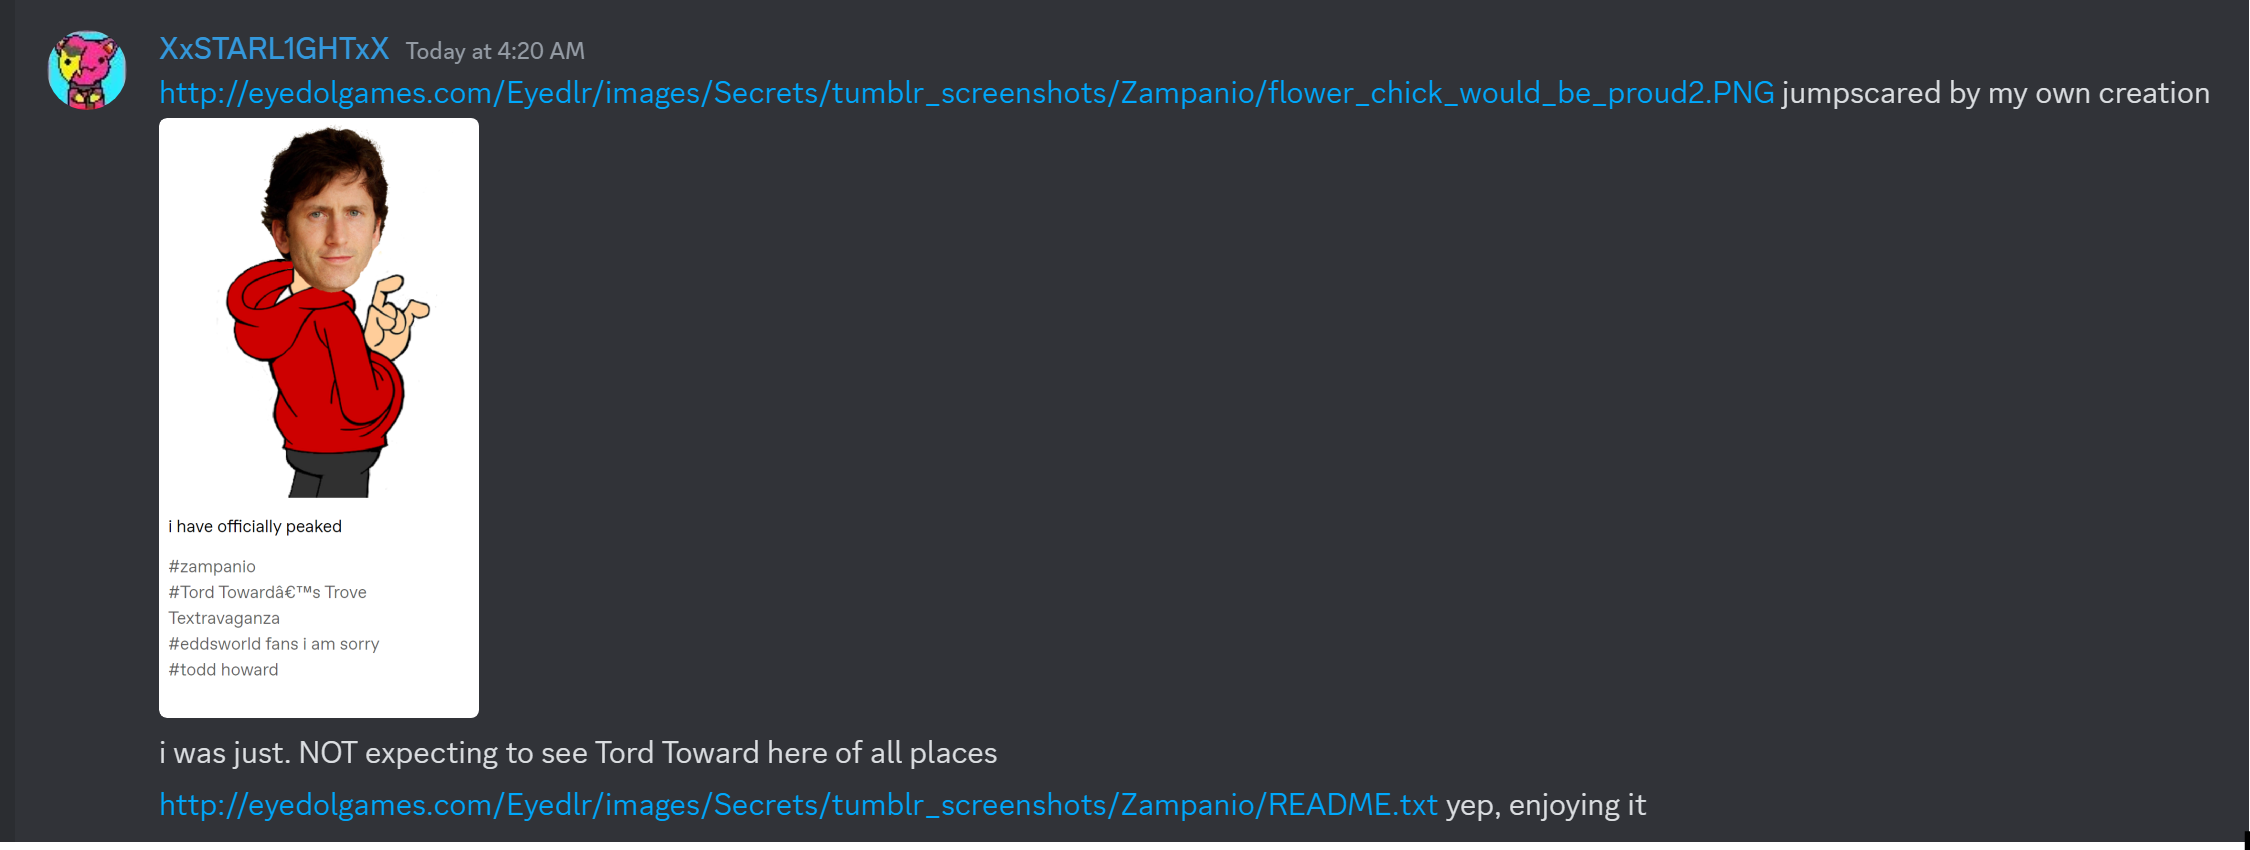 XxSTARL1GHTxX Today at 4:20 AM
http://eyedolgames.com/Eyedlr/images/Secrets/tumblr_screenshots/Zampanio/flower_chick_would_be_proud2.PNG jumpscared by my own creation
i have officially peaked
#zampanio
#Tord Towardâ€™s Trove
Textravaganza
#eddsworld fans i am sorry
#todd howard
i was just. NOT expecting to see Tord Toward here of all places
http://eyedolgames.com/Eyedlr/images/Secrets/tumblr_screenshots/Zampanio/README.txt yep, enjoying it